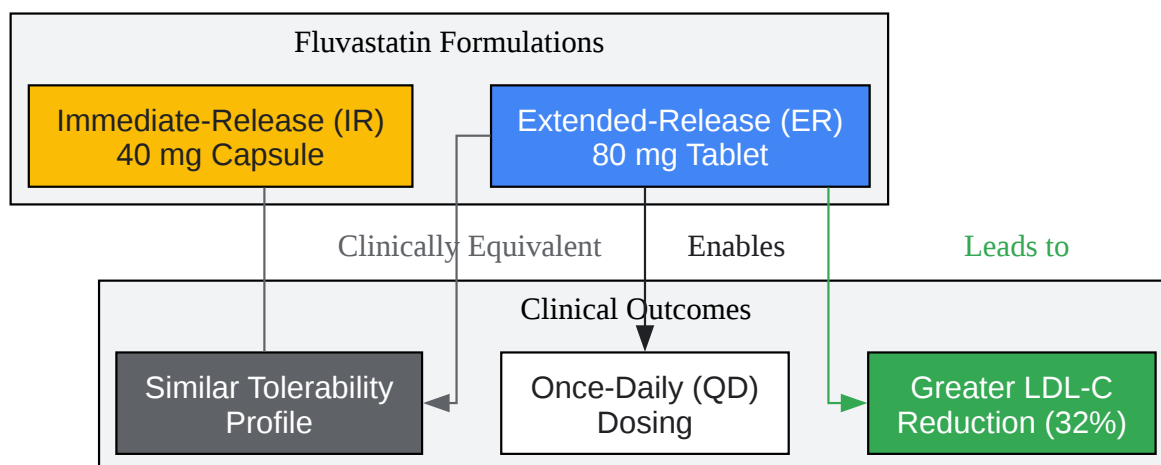 Fluvastatin Formulations
Immediate-Release (IR)
40 mg Capsule
Extended-Release (ER)
80 mg Tablet
Clinically Equivalent
Enables
Leads to
Clinical Outcomes
Similar Tolerability
Profile
Once-Daily (QD)
Dosing
Greater LDL-C
Reduction (32%)